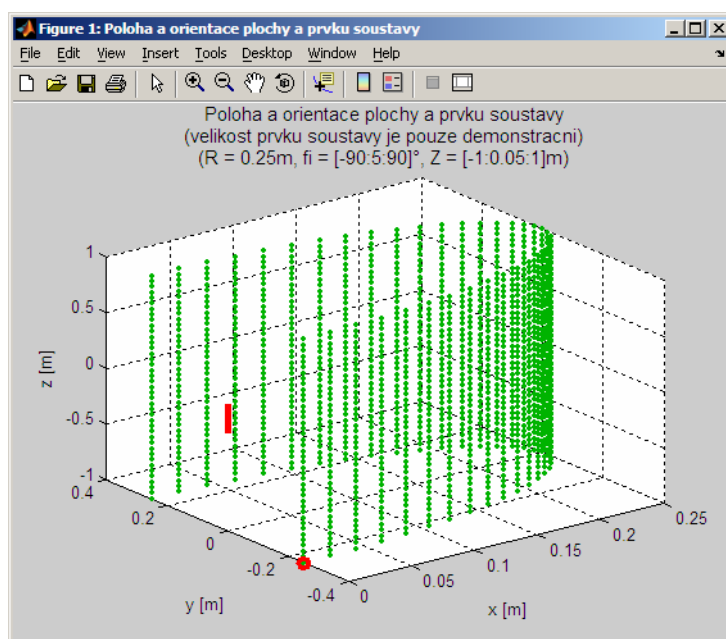 Figure 1: Poloha a orientace plochy a prvku soustavy
File Edit View Insert Tools Desktop Window Help
Poloha a orientace plochy a prvku soustavy
(velikost prvku soustavy je pouze demonstracni)
(R = 0.25m, fi = [-90:5:90]°, Z = [-1:0.05:1]m)
1
0.5
0
-0.5
-1
z [m]
0.4
0.2
0
-0.2
-0.4
y [m]
0
0.05
0.1
0.15
0.2
0.25
x [m]